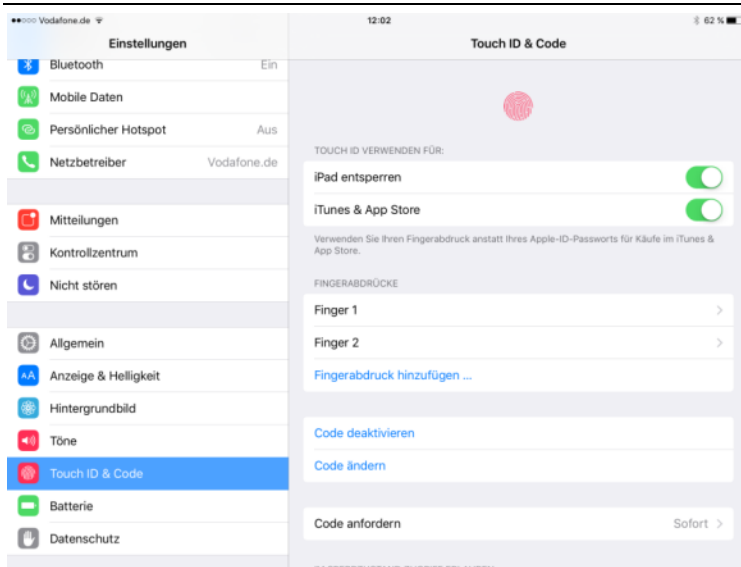 Vodafone.de
12:02
62 %
Einstellungen
Touch ID & Code
Bluetooth
Ein
Mobile Daten
Persönlicher Hotspot
Aus
Netzbetreiber
Vodafone.de
Mitteilungen
Kontrollzentrum
Nicht stören
Allgemein
AA
Anzeige & Helligkeit
Hintergrundbild
Töne
Touch ID & Code
Batterie
Datenschutz
TOUCH ID VERWENDEN FÜR:
iPad entsperren
iTunes & App Store
Verwenden Sie Ihren Fingerabdruck anstatt Ihres Apple-ID-Passworts für Käufe im iTunes &
App Store.
FINGERABDRÜCKE
Finger 1
Finger 2
Fingerabdruck hinzufügen ...
Code deaktivieren
Code ändern
Code anfordern
Sofort